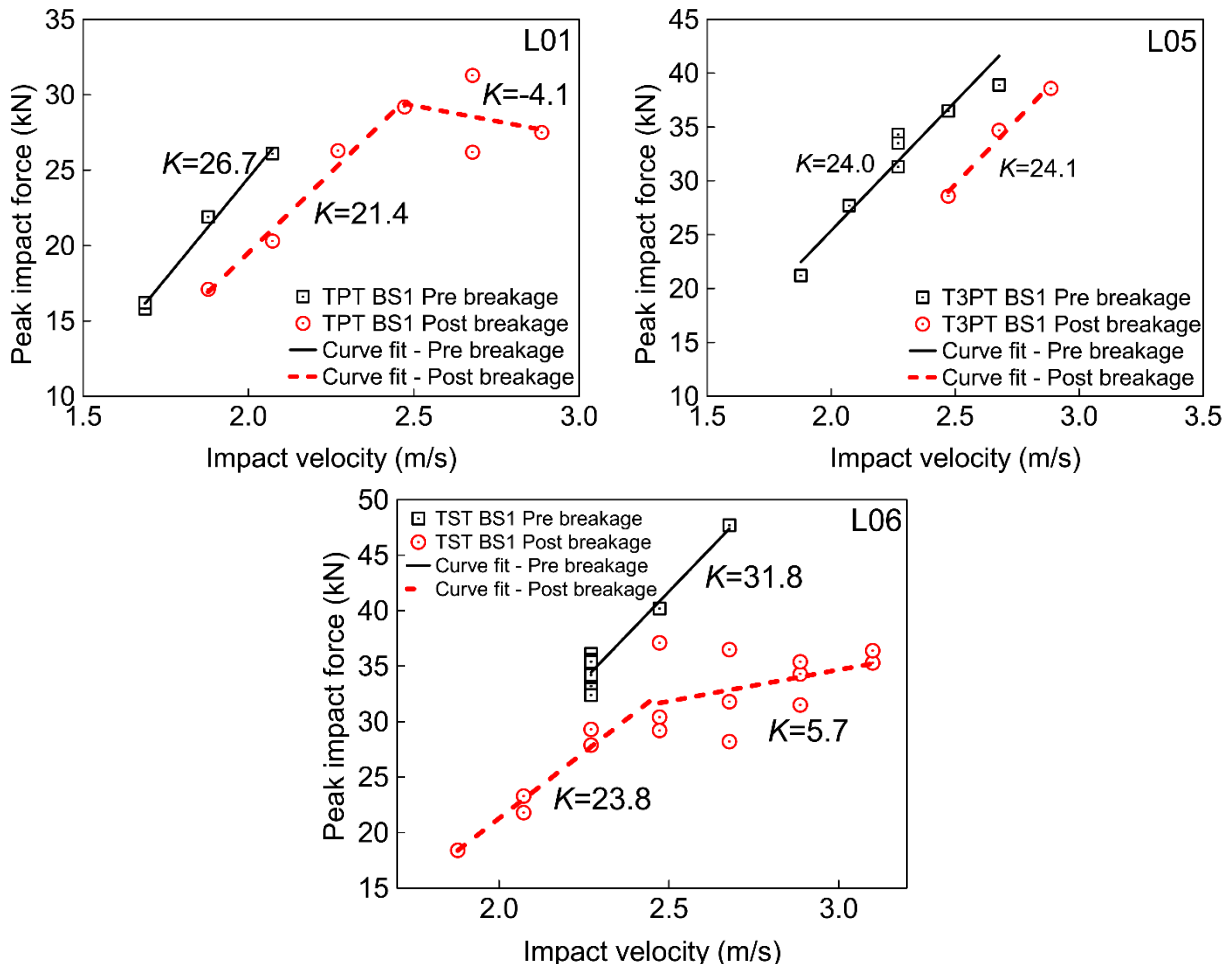 L01
Peak impact force (kN)
35
30
25
20
15
10
K=26.7
K=21.4
K=-4.1
TPT BS1 Pre breakage
TPT BS1 Post breakage
Curve fit - Pre breakage
Curve fit - Post breakage
1.5 2.0 2.5 3.0
Impact velocity (m/s)
L05
Peak impact force (kN)
45
40
35
30
25
20
15
10
K=24.0
K=24.1
T3PT BS1 Pre breakage
T3PT BS1 Post breakage
Curve fit - Pre breakage
Curve fit - Post breakage
1.5 2.0 2.5 3.0 3.5
Impact velocity (m/s)
L06
Peak impact force (kN)
50
45
40
35
30
25
20
15
TST BS1 Pre breakage
TST BS1 Post breakage
Curve fit - Pre breakage
Curve fit - Post breakage
K=31.8
K=5.7
K=23.8
2.0 2.5 3.0
Impact velocity (m/s)